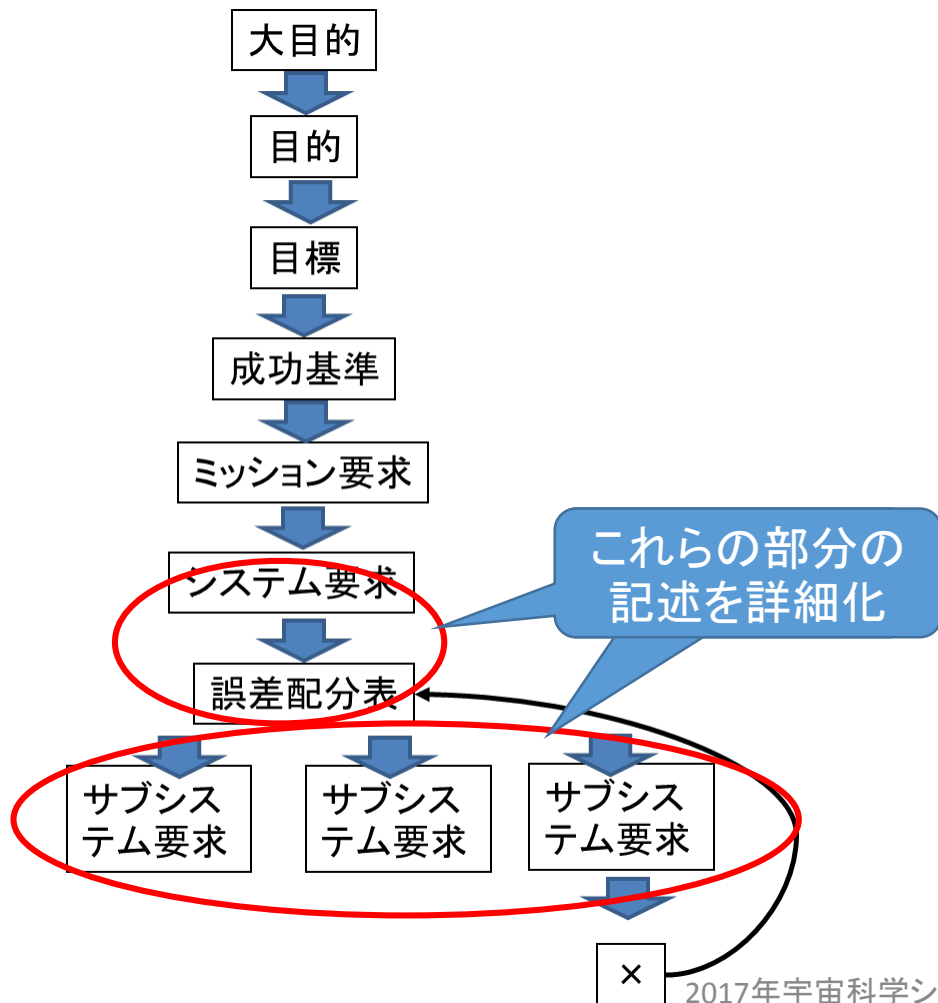 大目的
目的
目標
成功基準
ミッション要求
システム要求
これらの部分の
記述を詳細化
誤差配分表
サブシス
テム要求
サブシス
テム要求
サブシス
テム要求
×
2017年宇宙科学シ